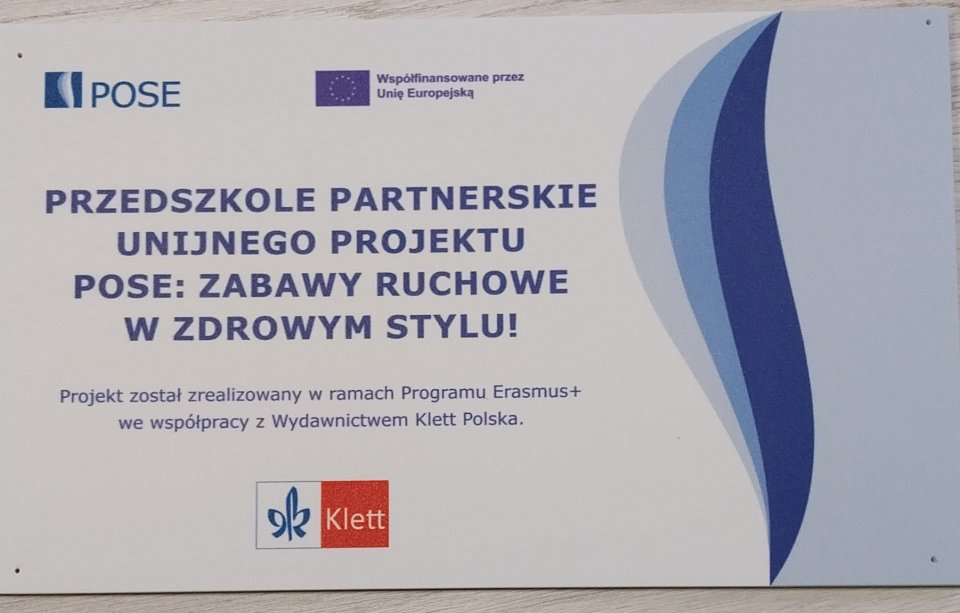 POSE
Współfinansowane przez
Unię Europejską
PRZEDSZKOLE PARTNERSKIE
UNIJNEGO PROJEKTU
POSE: ZABAWY RUCHOWE
W ZDROWYM STYLU!
Projekt został zrealizowany w ramach Programu Erasmus+
we współpracy z Wydawnictwem Klett Polska.
Klett